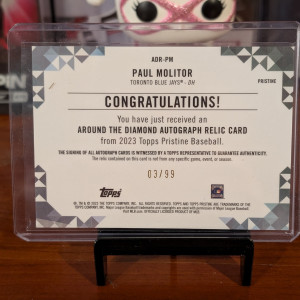 ADR-PM
PAUL MOLITOR
TORONTO BLUE JAYS® - DH
PRISTINE
CONGRATULATIONS!
You have just received an
AROUND THE DIAMOND AUTOGRAPH RELIC CARD
from 2023 Topps Pristine Baseball.
THE SIGNING OF ALL AUTOGRAPH CARDS IS WITNESSED BY A TOPPS REPRESENTATIVE TO GUARANTEE AUTHENTICITY.
The relic contained on this card is not from any specific game, event, or season.
03/99
Topps